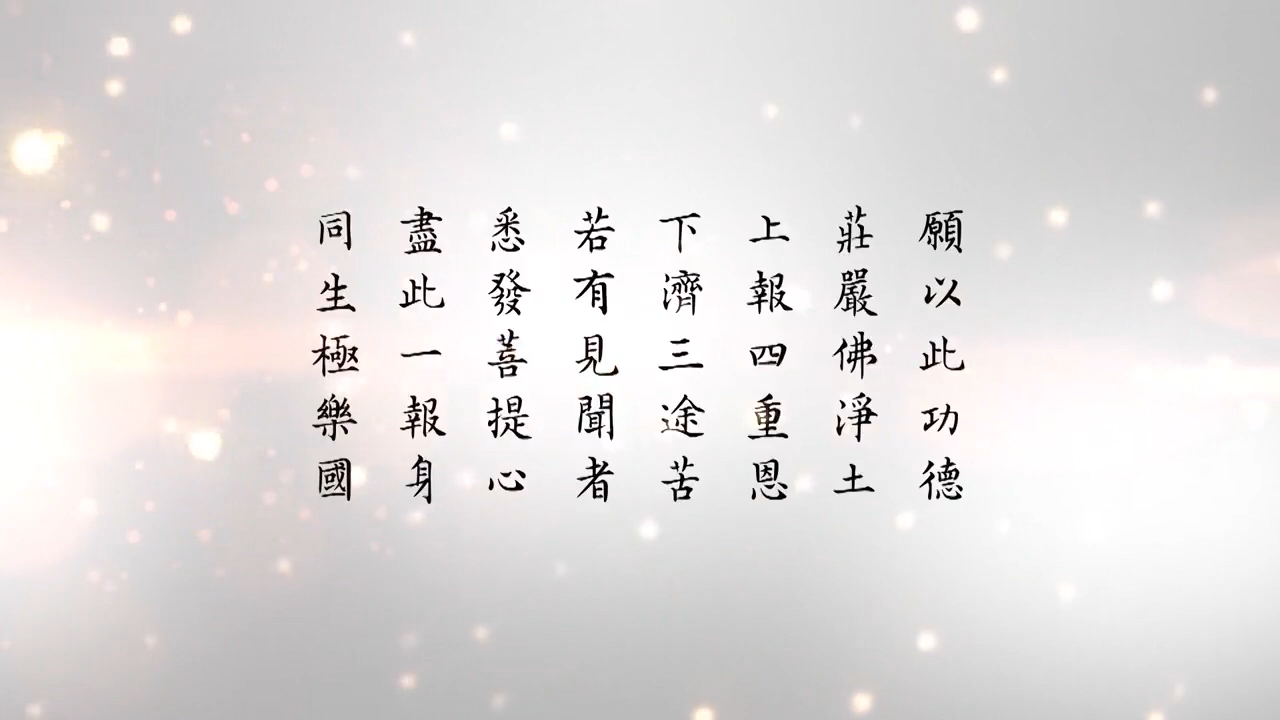 願以此功德
莊嚴佛淨土
上報四重恩
下濟三途苦
若有見聞者
悉發菩提心
盡此一報身
同生極樂國